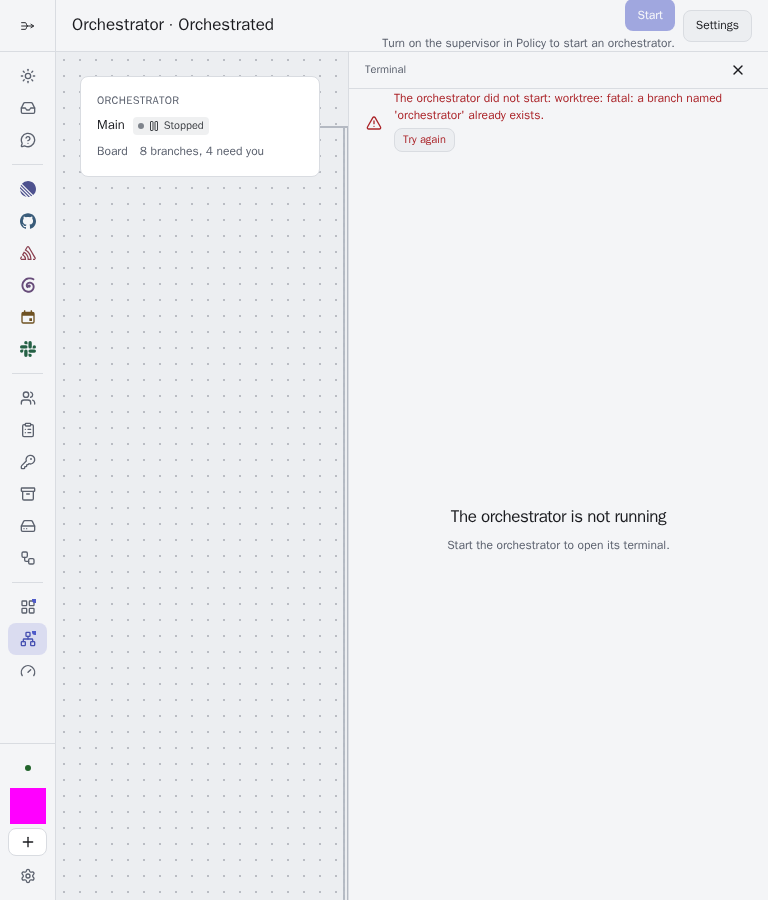 Orchestrator · Orchestrated
Start
Turn on the supervisor in Policy to start an orchestrator.
Settings
ORCHESTRATOR
Main
Stopped
Board 8 branches, 4 need you
Terminal
The orchestrator did not start: worktree: fatal: a branch named
'orchestrator' already exists.
Try again
The orchestrator is not running
Start the orchestrator to open its terminal.